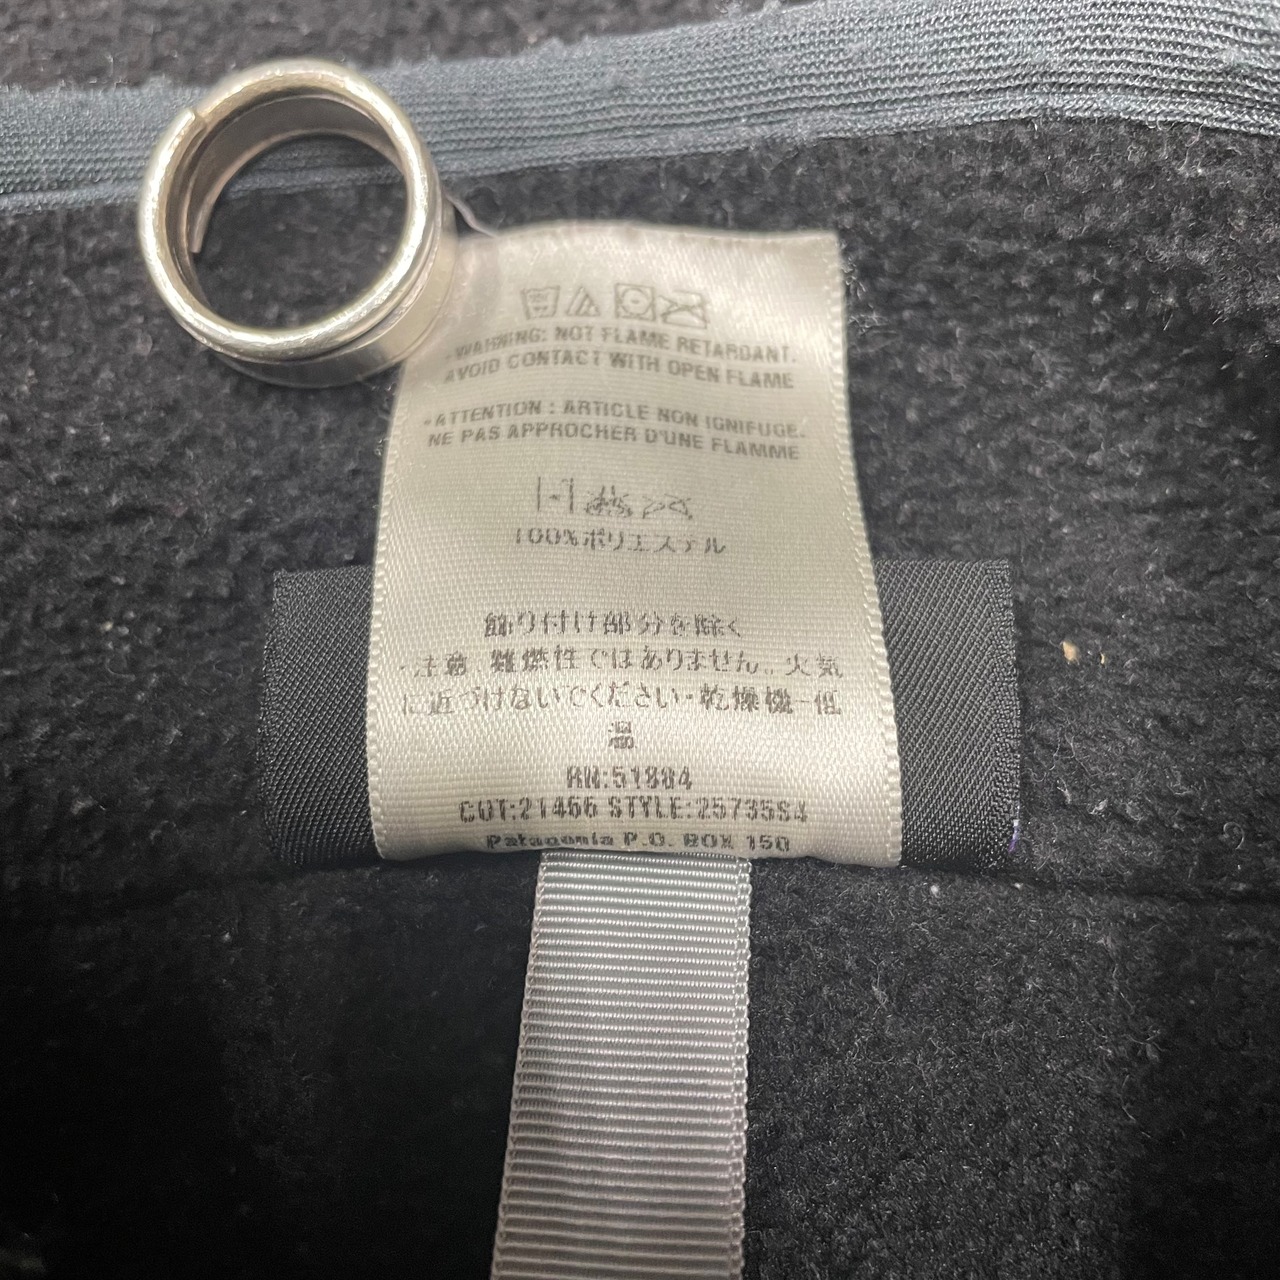 •WARNING: NOT FLAME RETARDANT.
AVOID CONTACT WITH OPEN FLAME
•ATTENTION : ARTICLE NON IGNIFUGE.
NE PAS APPROCHER D'UNE FLAMME
100%ポリエステル
飾り付け部分を除く
・注意 難燃性ではありません。火気
に近づけないでください・乾燥機-低
温
RN:51884
CUT:21466 STYLE:25735S4
Patagonia P.O. BOX 150